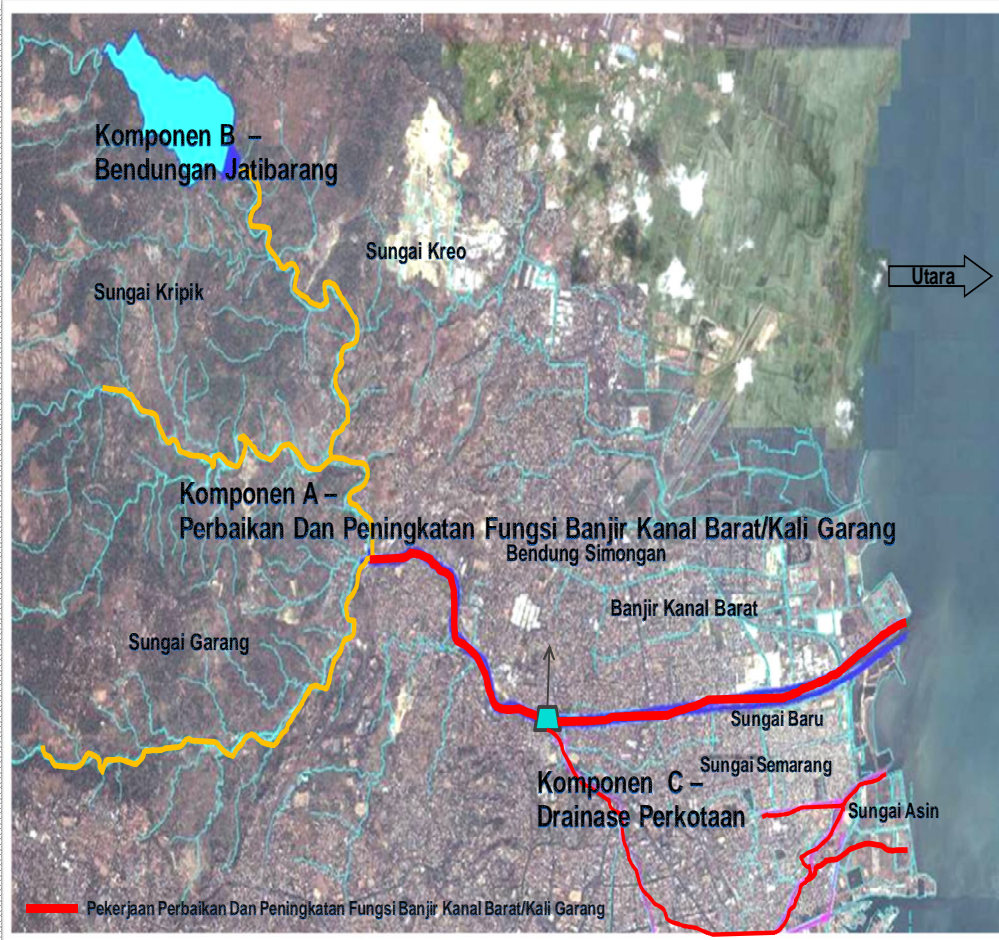 Komponen B –
Bendungan Jatibarang
Sungai Kreo
Utara
Sungai Kripik
Komponen A –
Perbaikan Dan Peningkatan Fungsi Banjir Kanal Barat/Kali Garang
Bendung Simongan
Banjir Kanal Barat
Sungai Garang
Sungai Baru
Sungai Semarang
Komponen C –
Drainase Perkotaan
Sungai Asin
Pekerjaan Perbaikan Dan Peningkatan Fungsi Banjir Kanal Barat/Kali Garang